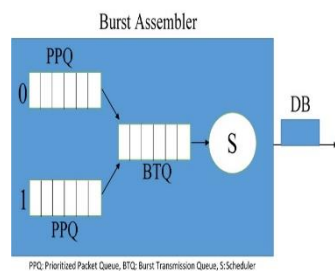 Burst Assembler
PPQ
0
DB
S
BTQ
1
PPQ
PPQ: Prioritized Packet Queue, BTQ: Burst Transmission Queue, S:Scheduler